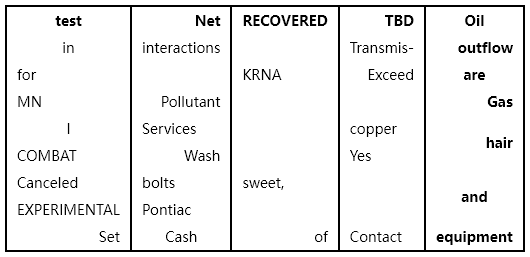 test Net RECOVERED TBD Oil
in interactions Transmis- outflow
for KRNA Exceed are
MN Pollutant Gas
I Services copper hair
COMBAT Wash Yes
Canceled bolts sweet, and
EXPERIMENTAL Pontiac
Set Cash of Contact equipment